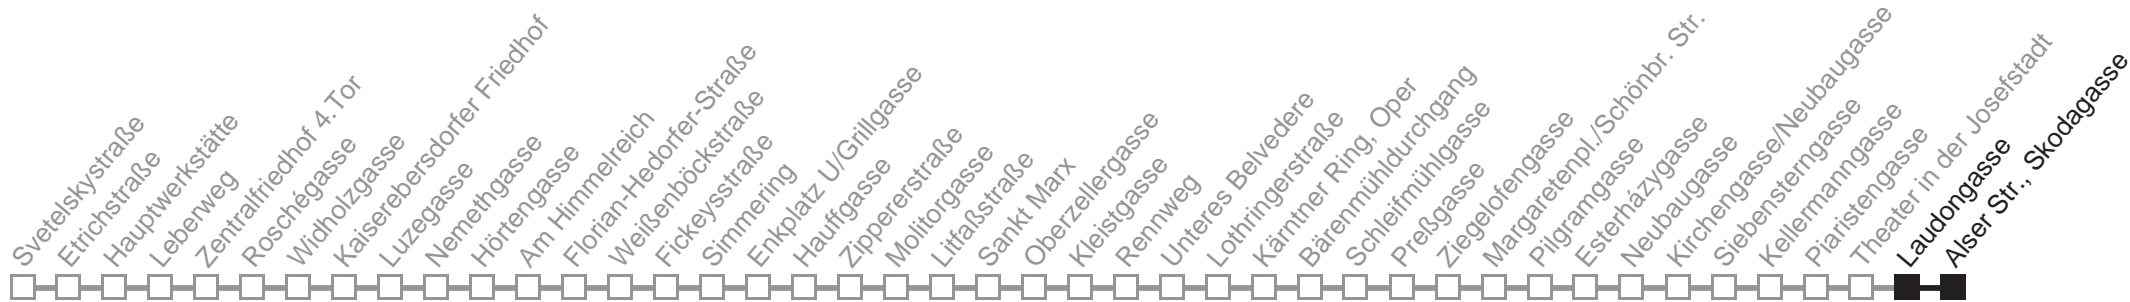 Svetelskystraße
Etrichstraße
Hauptwerkstätte
Leberweg
Zentralfriedhof 4. Tor
Roschégasse
Widholzgasse
Kaiserebersdorfer Friedhof
Luzegasse
Nemethgasse
Hörtengasse
Am Himmelreich
Florian-Hedorfer-Straße
Weißenböckstraße
Fickeysstraße
Simmering
Enkplatz U/Grillgasse
Hauffgasse
Zippererstraße
Molitorgasse
Litfaßstraße
Sankt Marx
Oberzellergasse
Kleistgasse
Rennweg
Unteres Belvedere
Lothringerstraße
Kärntner Ring, Oper
Bärenmühldurchgang
Schleifmühlgasse
Preßgasse
Ziegelofengasse
Margaretenpl./Schönbr. Str.
Pilgramgasse
Esterházygasse
Neubaugasse
Kirchengasse/Neubaugasse
Siebensterngasse
Kellermanngasse
Piaristengasse
Theater in der Josefstadt
Laudongasse
Alser Str., Skodagasse